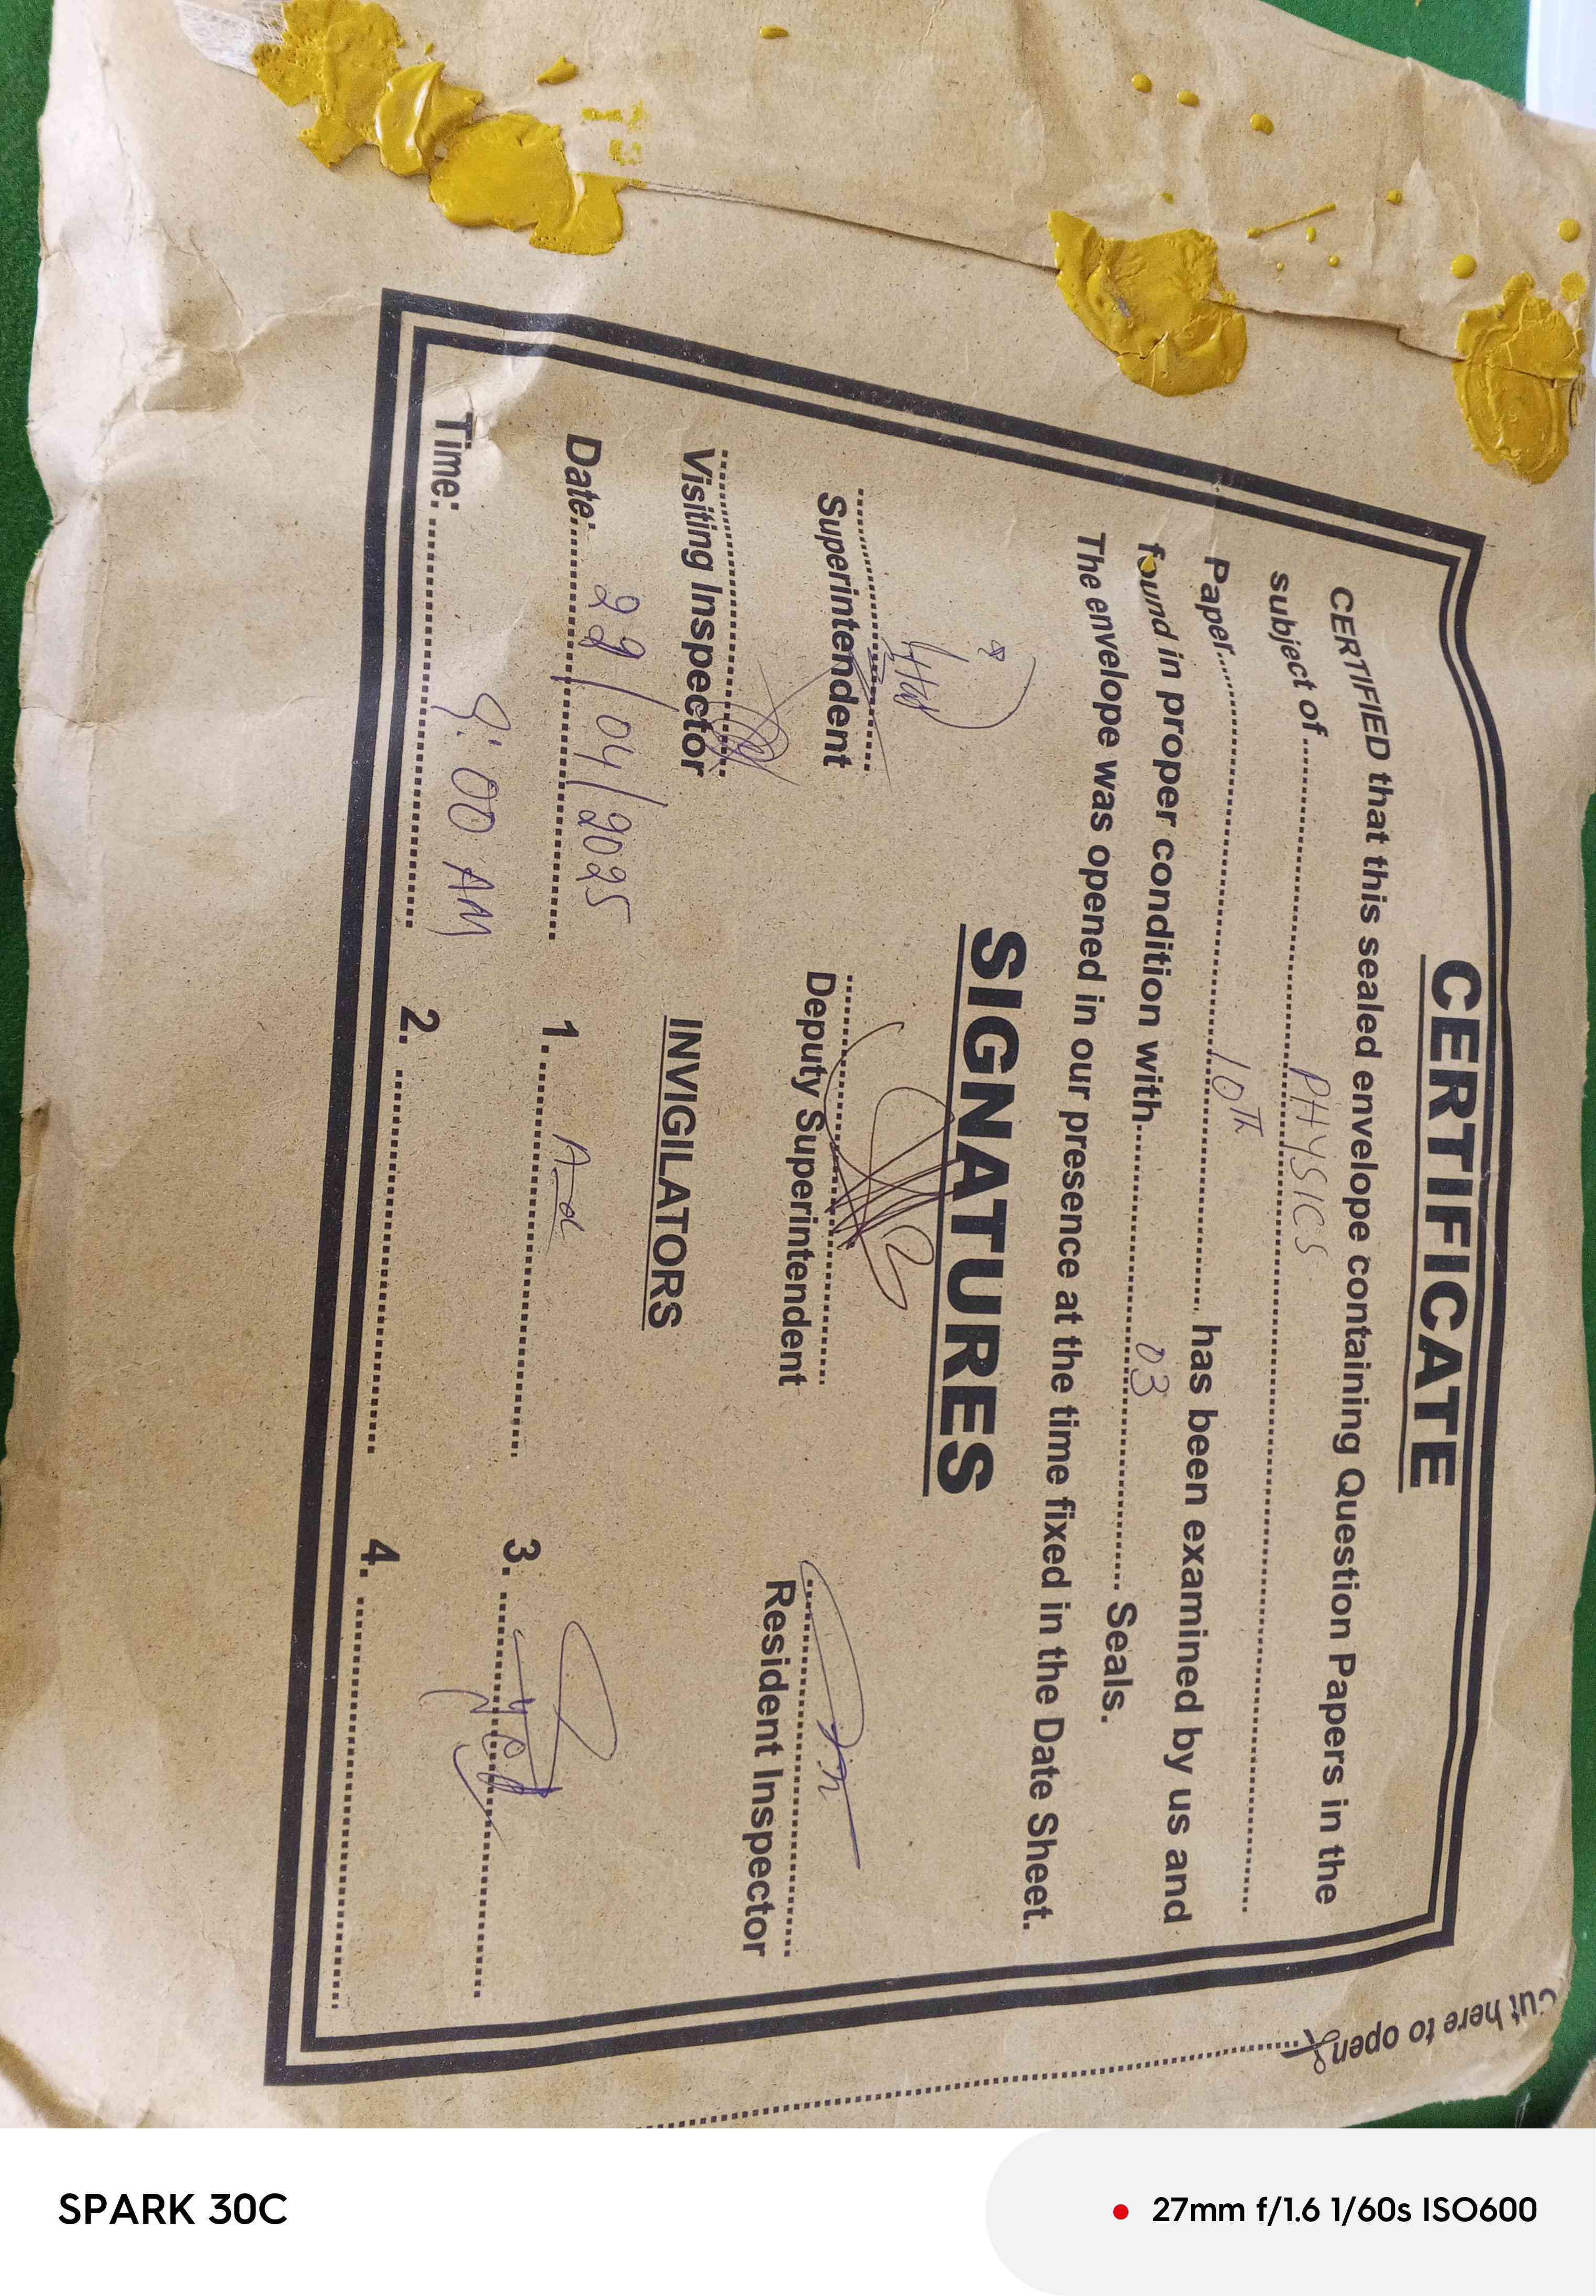 CERTIFICATE
CERTIFIED that this sealed envelope containing Question Papers in the
subject of PHYSICS
Paper 10TH has been examined by us and
found in proper condition with 03 Seals.
The envelope was opened in our presence at the time fixed in the Date Sheet.
SIGNATURES
Superintendent Deputy Superintendent Resident Inspector
Visiting Inspector INVIGILATORS
Date: 22/04/2025 1. 3.
Time: 9:00 AM 2. 4.
Cut here to open
SPARK 30C
27mm f/1.6 1/60s ISO600